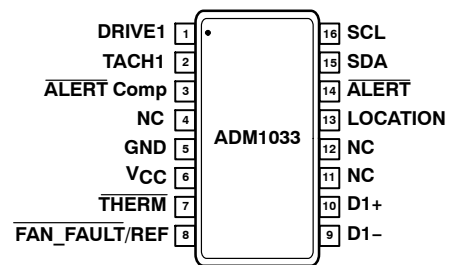 DRIVE1 1
TACH1 2
ALERT Comp 3
NC 4
GND 5
VCC 6
THERM 7
FAN_FAULT/REF 8
ADM1033
16 SCL
15 SDA
14 ALERT
13 LOCATION
12 NC
11 NC
10 D1+
9 D1−